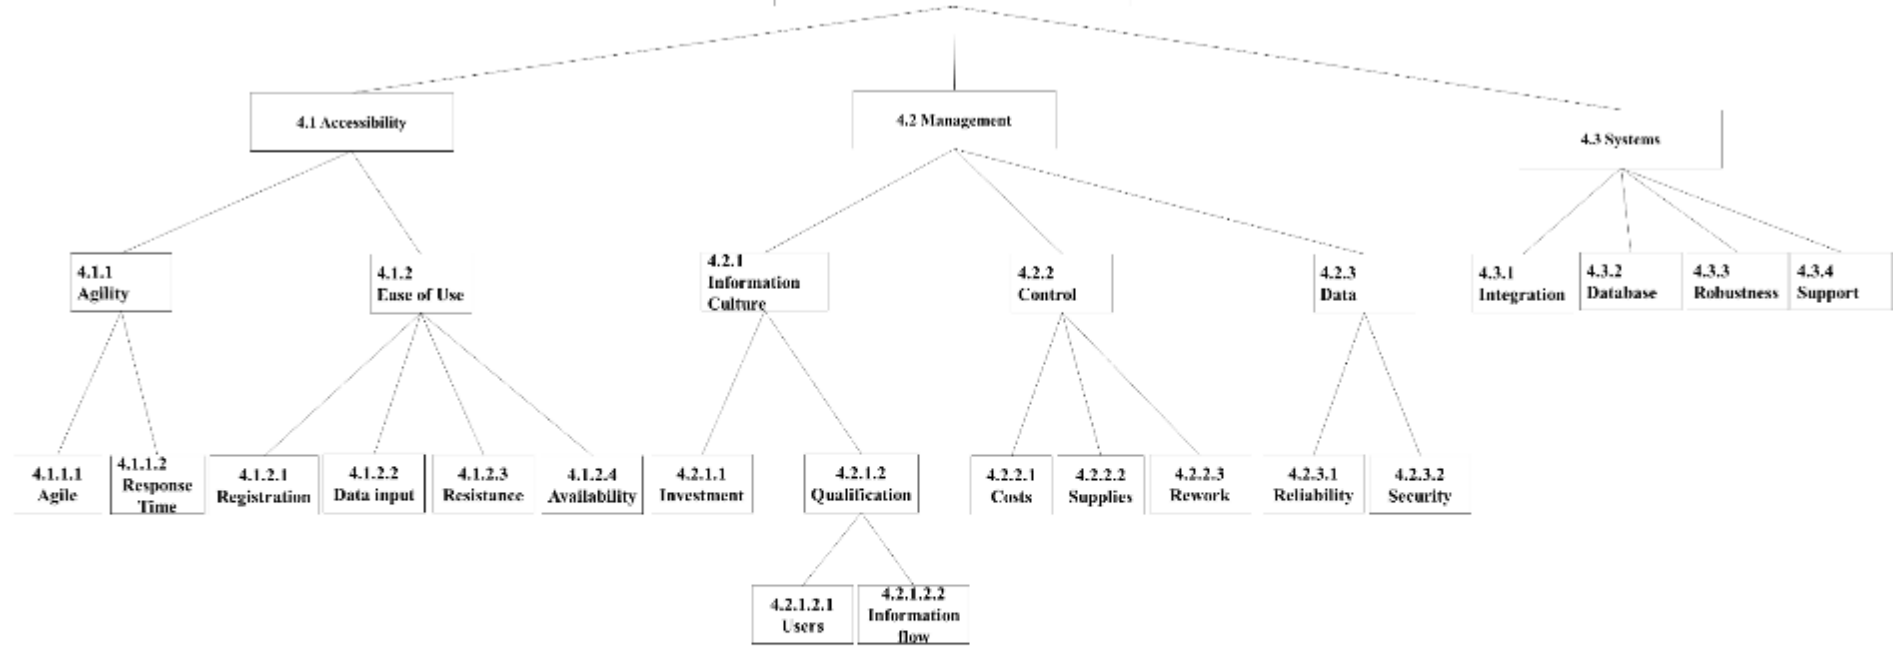 4.1 Accessibility
4.2 Management
4.3 Systems
4.1.1
Agility
4.1.2
Ease of Use
4.2.1
Information
Culture
4.2.2
Control
4.2.3
Data
4.3.1
Integration
4.3.2
Database
4.3.3
Robustness
4.3.4
Support
4.1.1.1
Agile
4.1.1.2
Response
Time
4.1.2.1
Registration
4.1.2.2
Data input
4.1.2.3
Resistance
4.1.2.4
Availability
4.2.1.1
Investment
4.2.1.2
Qualification
4.2.2.1
Costs
4.2.2.2
Supplies
4.2.2.3
Rework
4.2.3.1
Reliability
4.2.3.2
Security
4.2.1.2.1
Users
4.2.1.2.2
Information
flow